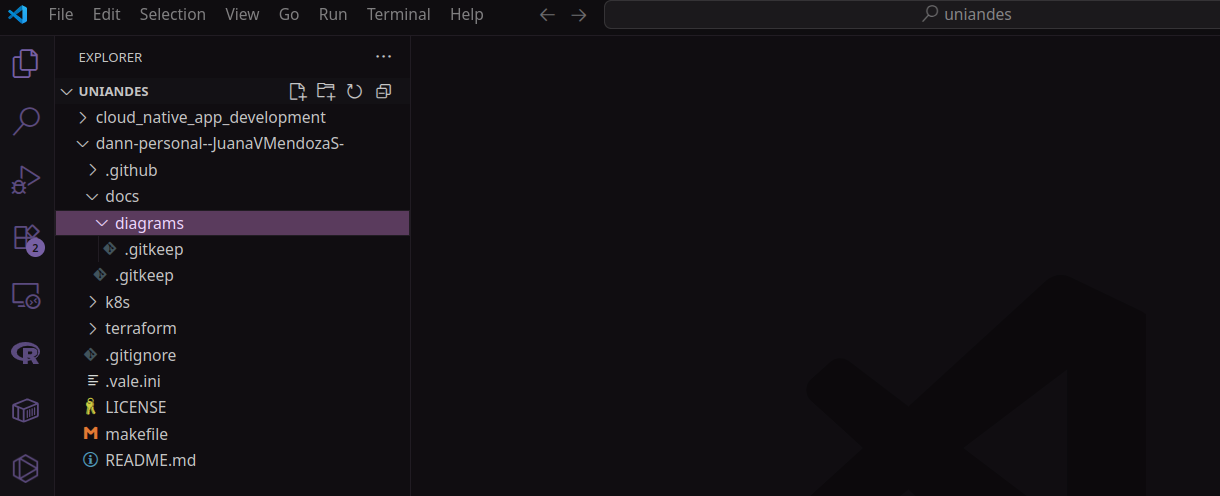 File Edit Selection View Go Run Terminal Help uniandes
EXPLORER
UNIANDES
cloud_native_app_development
dann-personal--JuanaVMendozaS-
.github
docs
diagrams
.gitkeep
.gitkeep
k8s
terraform
.gitignore
.vale.ini
LICENSE
makefile
README.md
2